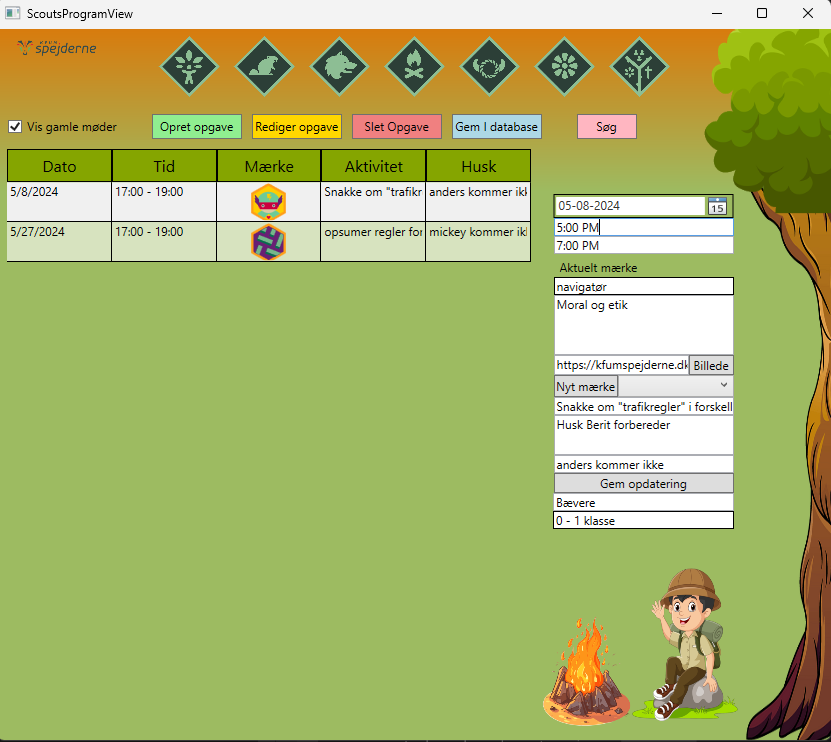 ScoutsProgramView
KFUM
spejderne
Vis gamle møder
Opret opgave
Rediger opgave
Slet Opgave
Gem I database
Søg
Dato Tid Mærke Aktivitet Husk
5/8/2024 17:00 - 19:00 Snakke om "trafikr anders kommer ikk
5/27/2024 17:00 - 19:00 opsumer regler for mickey kommer ik
05-08-2024 15
5:00 PM
7:00 PM
Aktuelt mærke
navigatør
Moral og etik
https://kfumspejderne.dk Billede
Nyt mærke
Snakke om "trafikregler" i forskell
Husk Berit forbereder
anders kommer ikke
Gem opdatering
Bævere
0 - 1 klasse